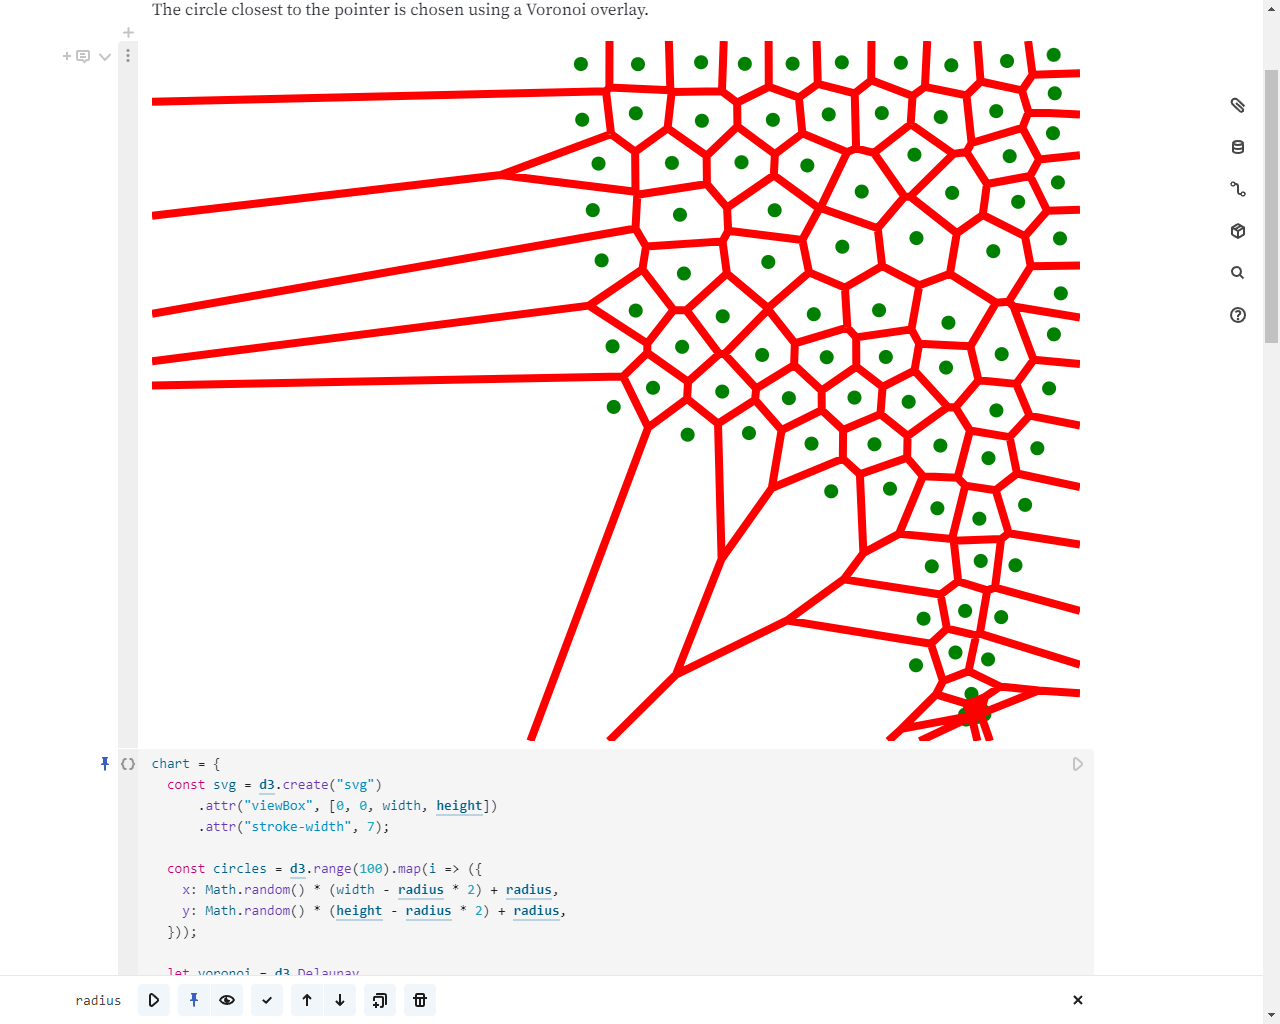 The circle closest to the pointer is chosen using a Voronoi overlay.
chart = {
const svg = d3.create("svg")
.attr("viewBox", [0, 0, width, height])
.attr("stroke-width", 7);
const circles = d3.range(100).map(i => ({
x: Math.random() * (width - radius * 2) + radius,
y: Math.random() * (height - radius * 2) + radius,
}));
let voronoi = d3.Delaunay
radius